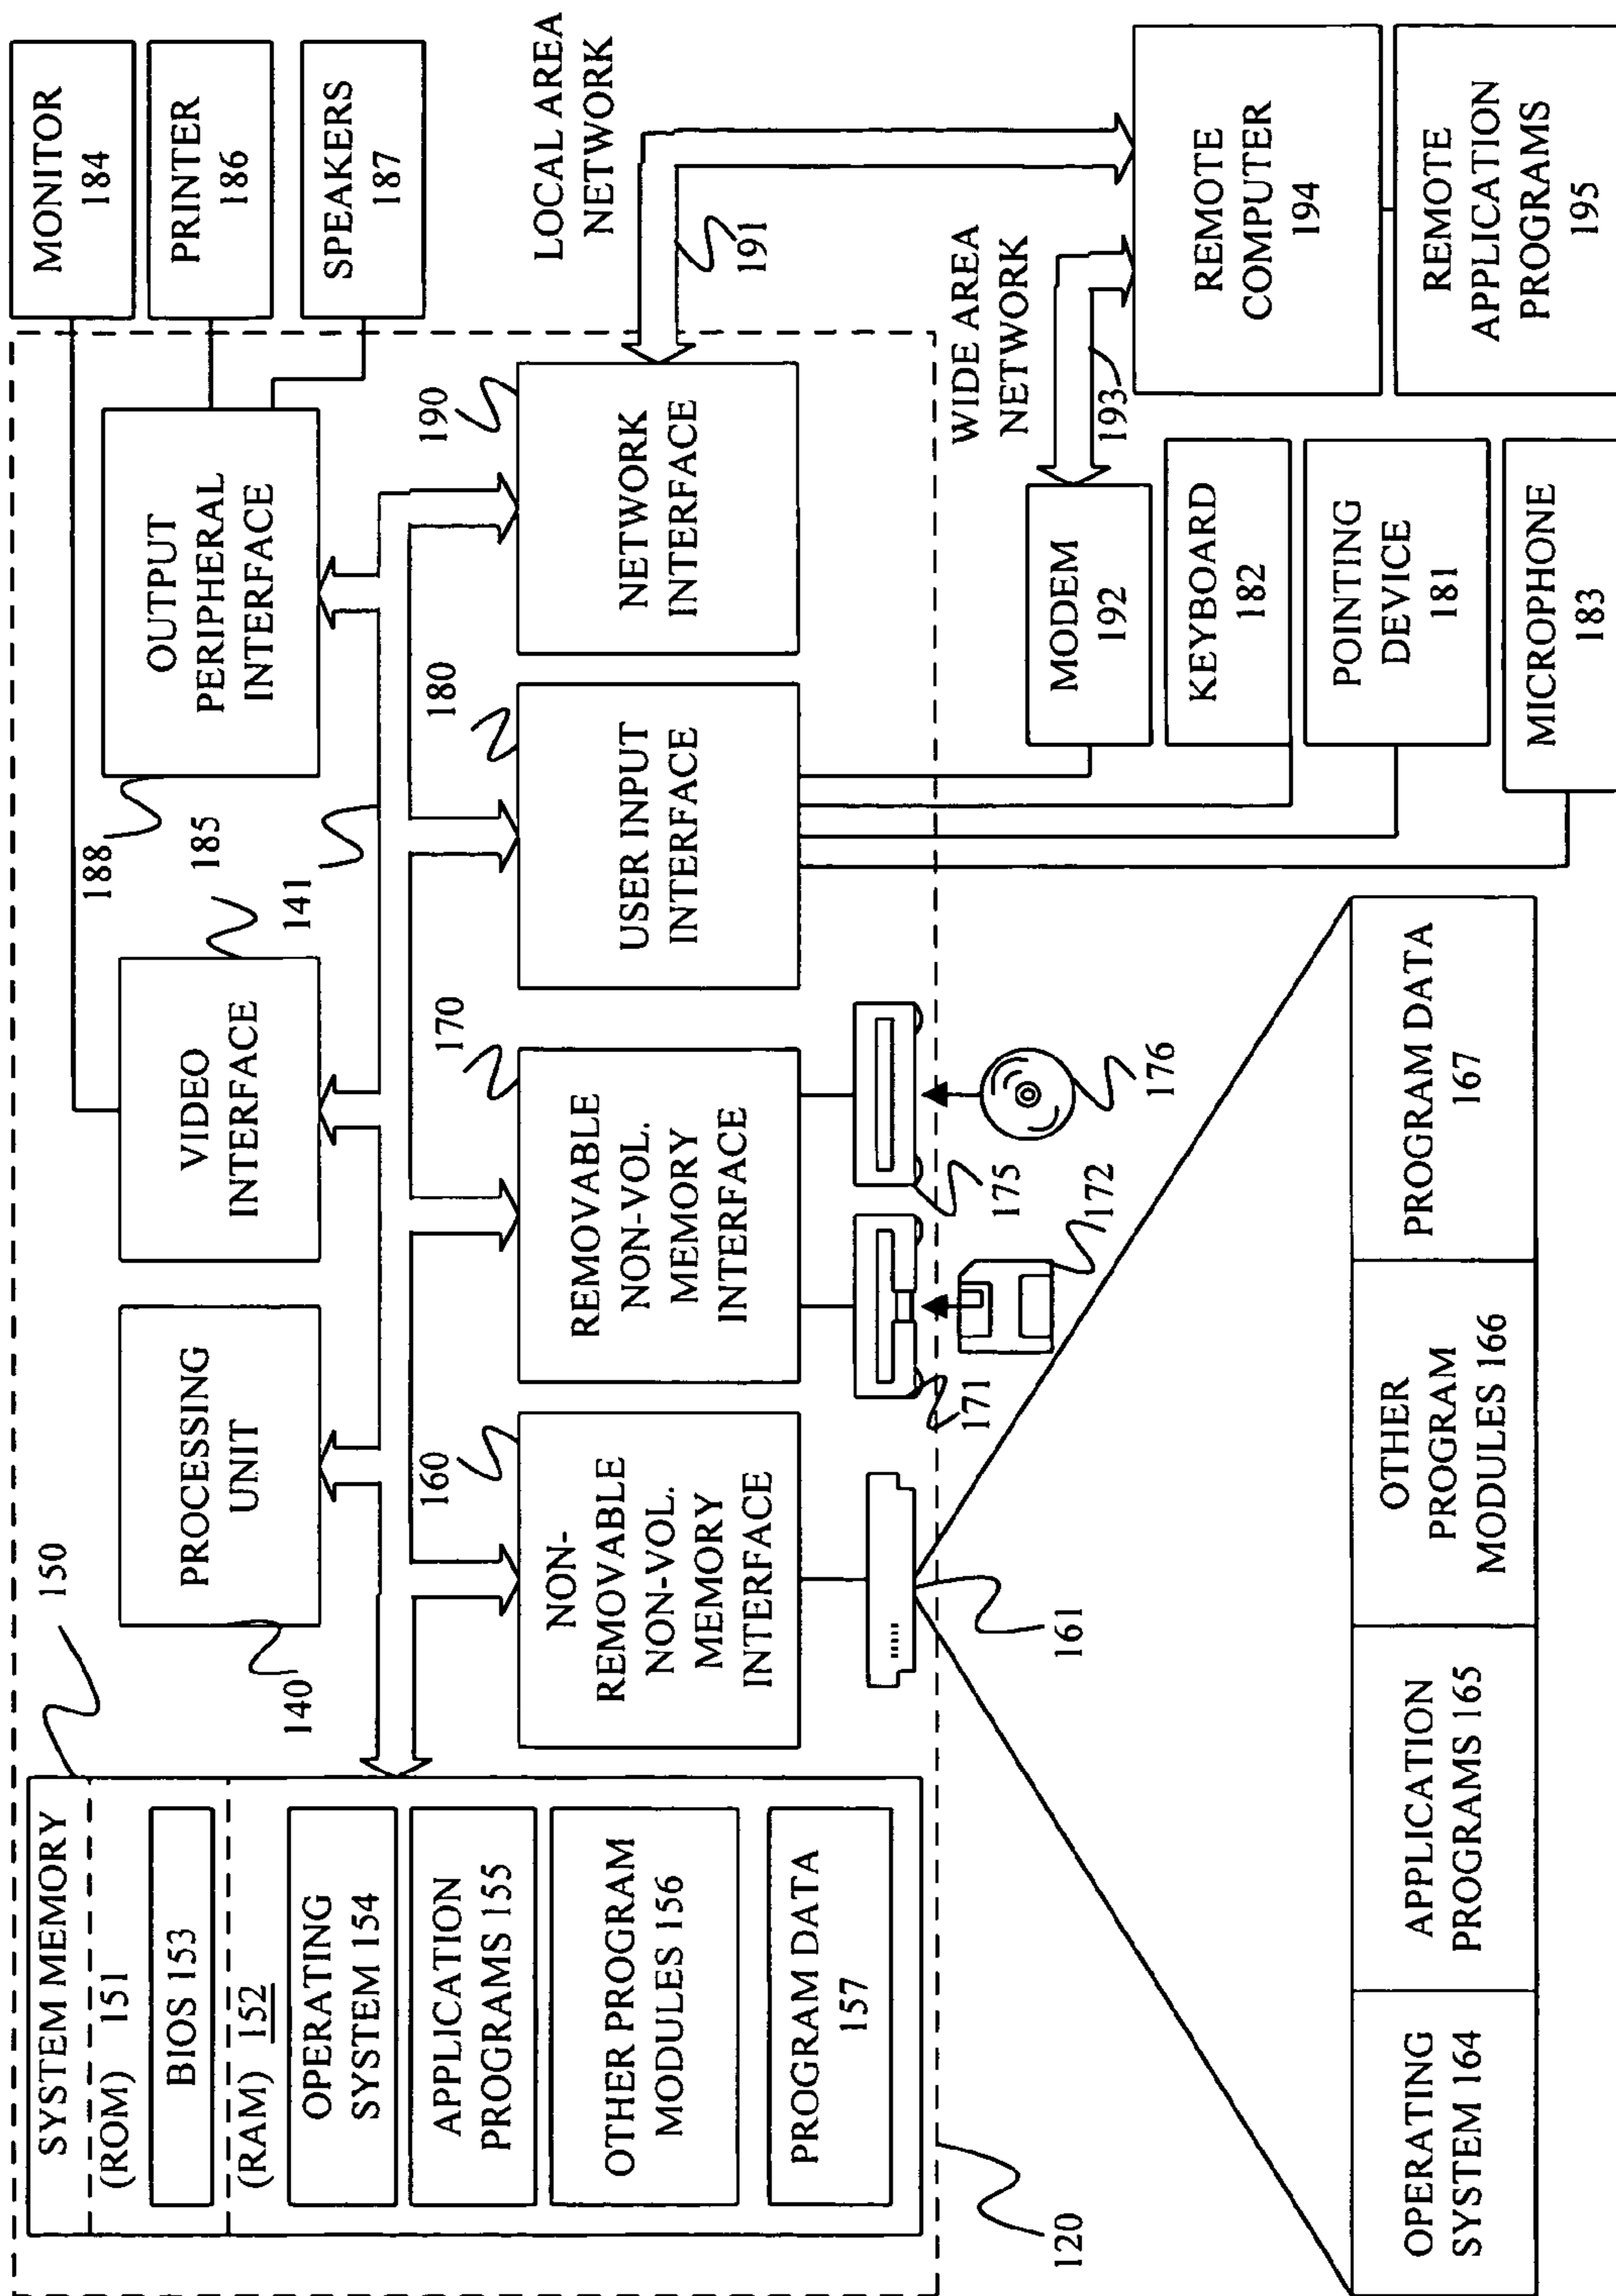 MONITOR
184
PRINTER
186
SPEAKERS
187
OUTPUT
PERIPHERAL
INTERFACE
188
VIDEO
INTERFACE
185
141
PROCESSING
UNIT
140
150
SYSTEM MEMORY
(ROM) 151
BIOS 153
(RAM) 152
OPERATING
SYSTEM 154
APPLICATION
PROGRAMS 155
OTHER PROGRAM
MODULES 156
PROGRAM DATA
157
160
NON-
REMOVABLE
NON-VOL.
MEMORY
INTERFACE
170
REMOVABLE
NON-VOL.
MEMORY
INTERFACE
180
USER INPUT
INTERFACE
190
NETWORK
INTERFACE
LOCAL AREA
NETWORK
191
WIDE AREA
NETWORK
193
120
161
171
172
175
176
MODEM
192
KEYBOARD
182
POINTING
DEVICE
181
MICROPHONE
183
REMOTE
COMPUTER
194
REMOTE
APPLICATION
PROGRAMS
195
OPERATING
SYSTEM 164
APPLICATION
PROGRAMS 165
OTHER
PROGRAM
MODULES 166
PROGRAM DATA
167